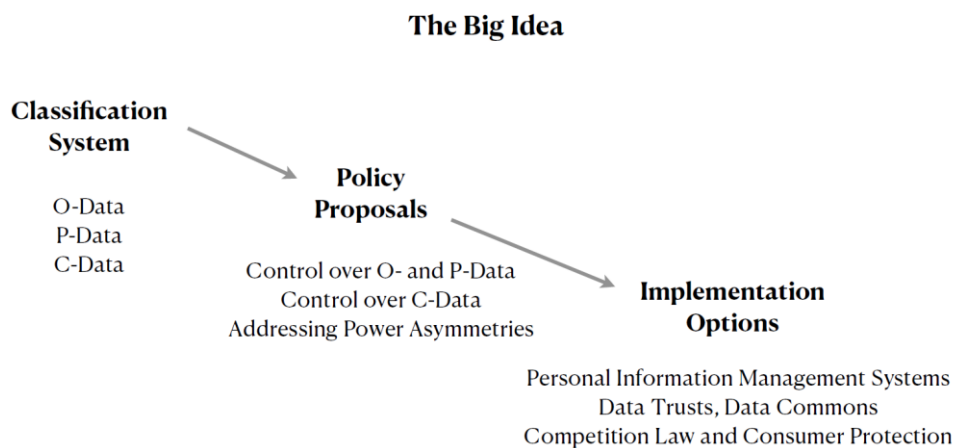 The Big Idea
Classification
System
O-Data
P-Data
C-Data
Policy
Proposals
Control over O- and P-Data
Control over C-Data
Addressing Power Asymmetries
Implementation
Options
Personal Information Management Systems
Data Trusts, Data Commons
Competition Law and Consumer Protection